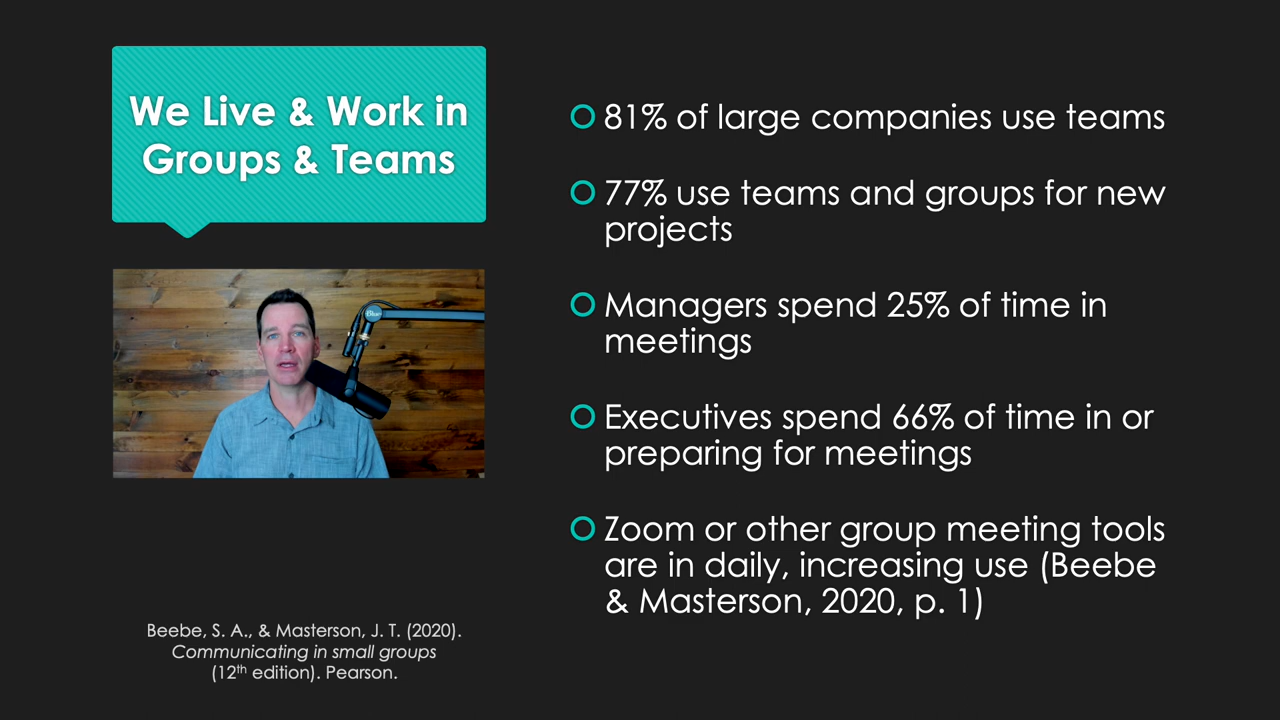 We Live & Work in
Groups & Teams
81% of large companies use teams
77% use teams and groups for new
projects
Managers spend 25% of time in
meetings
Executives spend 66% of time in or
preparing for meetings
Zoom or other group meeting tools
are in daily, increasing use (Beebe
& Masterson, 2020, p. 1)
Beebe, S. A., & Masterson, J. T. (2020).
Communicating in small groups
(12th edition). Pearson.